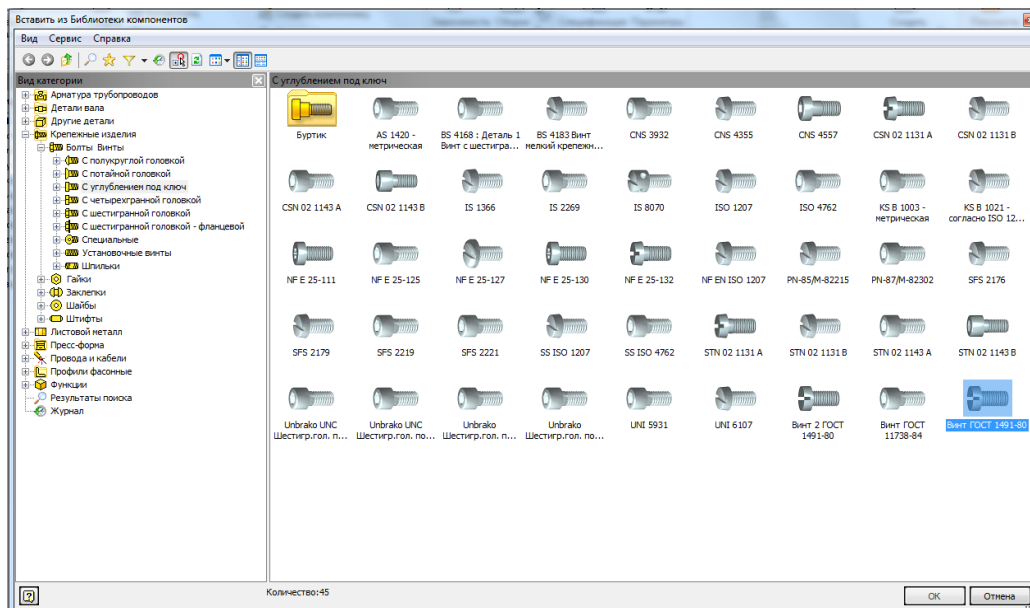 Вставить из Библиотеки компонентов
Вид Сервис Справка
Вид категории
Арматура трубопроводов
Детали вала
Другие детали
Крепежные изделия
Болты Винты
С полукруглой головкой
С потайной головкой
С углублением под ключ
С четырехгранной головкой
С шестигранной головкой
С шестигранной головкой - фланцевой
Специальные
Установочные винты
Шпильки
Гайки
Заклепки
Шайбы
Штифты
Листовой металл
Пресс-форма
Провода и кабели
Профили фасонные
Функции
Результаты поиска
Журнал
С углублением под ключ
Буртик
AS 1420 -
метрическая
BS 4168 : Деталь 1
Винт с шестигра...
BS 4183 Винт
мелкий крепежн...
CNS 3932
CNS 4355
CNS 4557
CSN 02 1131 A
CSN 02 1131 B
CSN 02 1143 A
CSN 02 1143 B
IS 1366
IS 2269
IS 8070
ISO 1207
ISO 4762
KS B 1003 -
метрическая
KS B 1021 -
согласно ISO 12...
NF E 25-111
NF E 25-125
NF E 25-127
NF E 25-130
NF E 25-132
NF EN ISO 1207
PN-85/M-82215
PN-87/M-82302
SFS 2176
SFS 2179
SFS 2219
SFS 2221
SS ISO 1207
SS ISO 4762
STN 02 1131 A
STN 02 1131 B
STN 02 1143 A
STN 02 1143 B
Unbrako UNC
Шестигр.гол. п...
Unbrako UNC
Шестигр.гол. по...
Unbrako
Шестигр.гол. п...
Unbrako
Шестигр.гол. по...
UNI 5931
UNI 6107
Винт 2 ГОСТ
1491-80
Винт ГОСТ
11738-84
Винт ГОСТ 1491-80
Количество:45
OK
Отмена